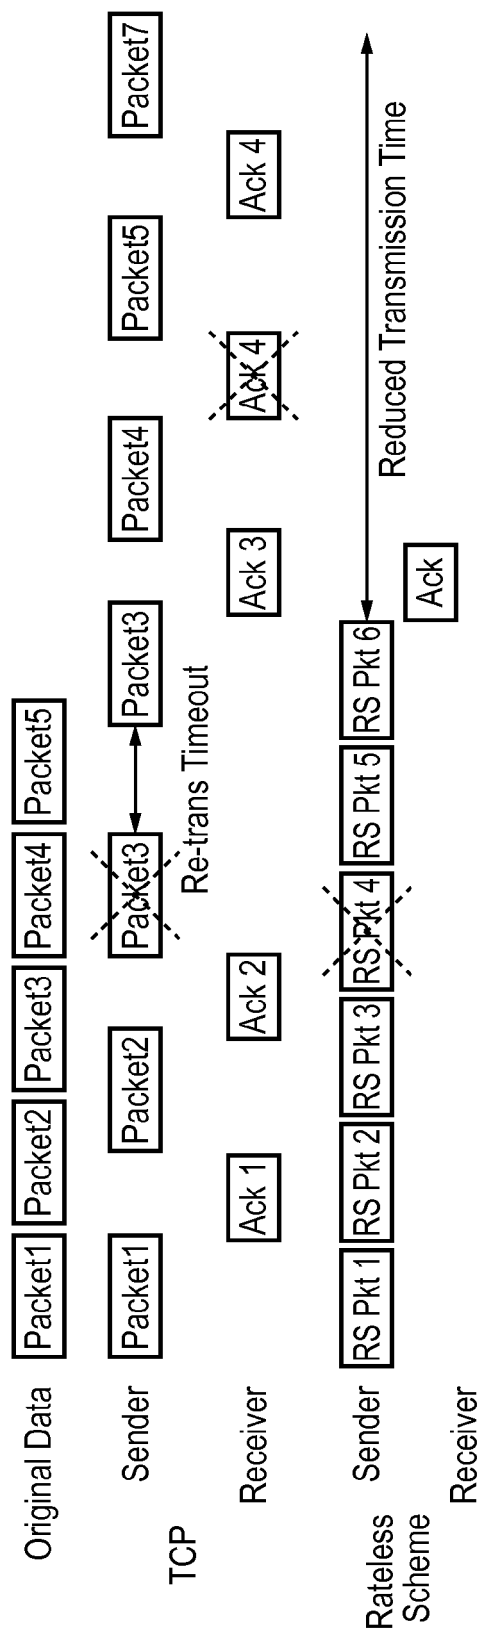 Original Data
Packet1
Packet2
Packet3
Packet4
Packet5
TCP
Sender
Packet1
Packet2
Packet3
Packet3
Packet4
Packet5
Packet7
Re-trans Timeout
Receiver
Ack 1
Ack 2
Ack 3
Ack 4
Ack 4
Rateless
Scheme
Sender
RS Pkt 1
RS Pkt 2
RS Pkt 3
RS Pkt 4
RS Pkt 5
RS Pkt 6
Reduced Transmission Time
Receiver
Ack